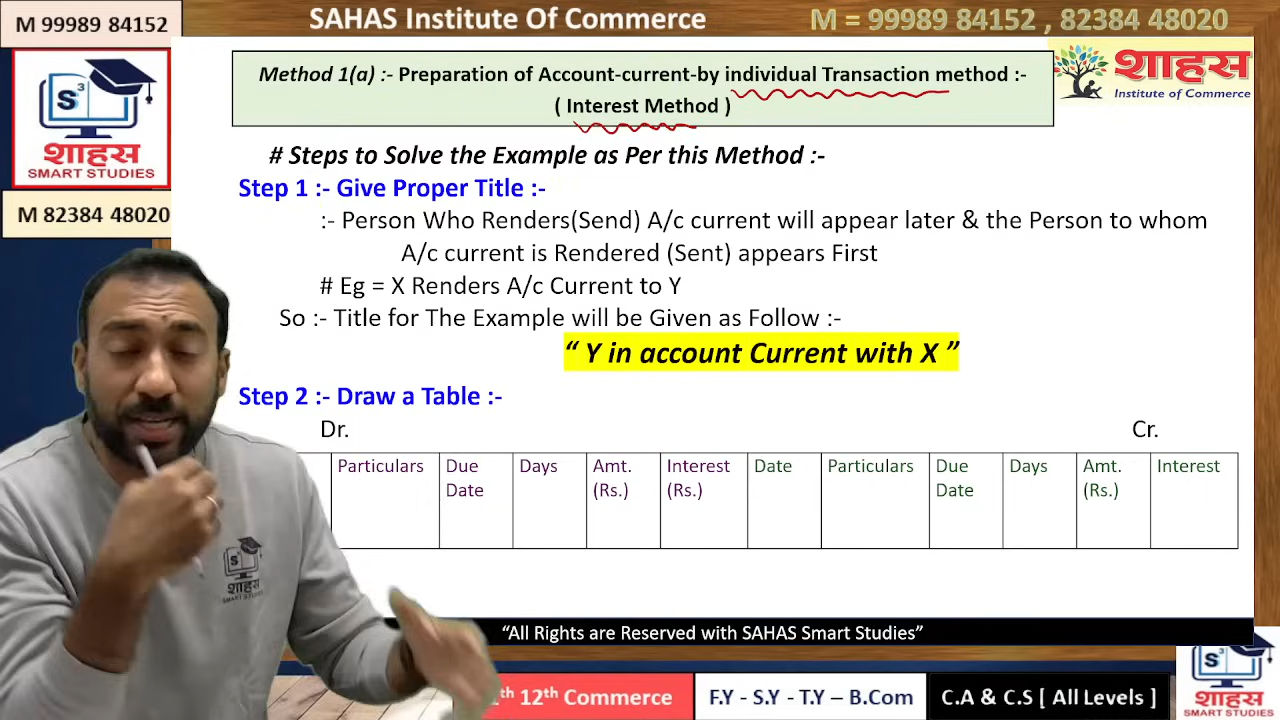 M 99989 84152
SAHAS Institute Of Commerce
M = 99989 84152 , 82384 48020
S³
शाहस
SMART STUDIES
M 82384 48020
शाहस
Institute of Commerce
Method 1(a) :- Preparation of Account-current-by individual Transaction method :-
( Interest Method )
# Steps to Solve the Example as Per this Method :-
Step 1 :- Give Proper Title :-
:- Person Who Renders(Send) A/c current will appear later & the Person to whom
A/c current is Rendered (Sent) appears First
# Eg = X Renders A/c Current to Y
So :- Title for The Example will be Given as Follow :-
“ Y in account Current with X ”
Step 2 :- Draw a Table :-
Dr. Cr.
Particulars Due Date Days Amt. (Rs.) Interest (Rs.) Date Particulars Due Date Days Amt. (Rs.) Interest
S³
शाहस
SMART STUDIES
“All Rights are Reserved with SAHAS Smart Studies”
S³
शाहस
SMART STUDIES
12th Commerce
F.Y - S.Y - T.Y – B.Com
C.A & C.S [ All Levels ]